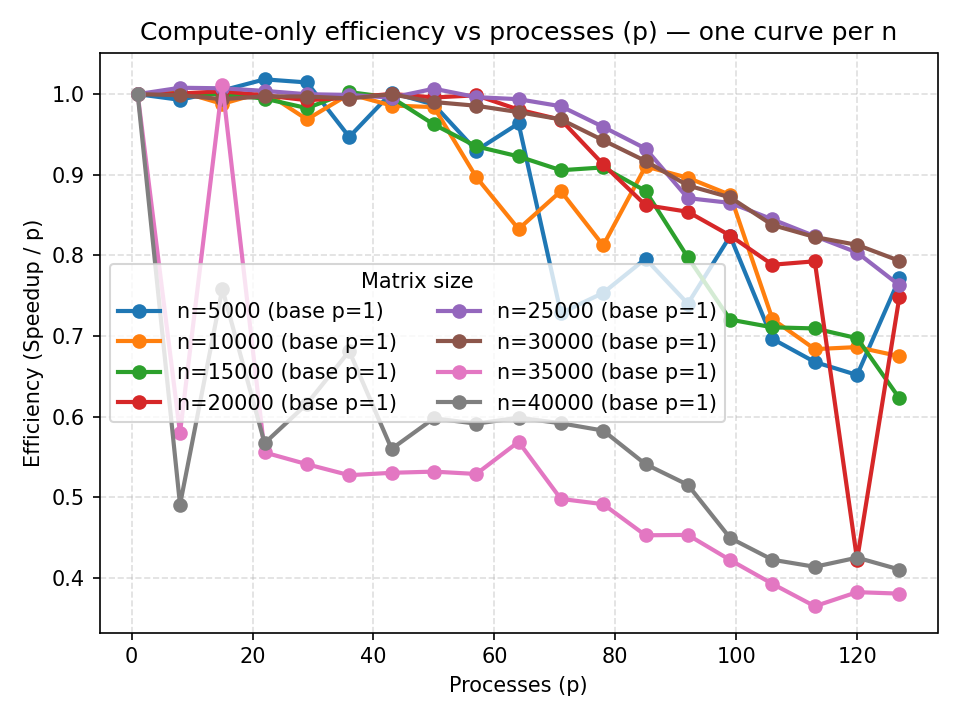 Compute-only efficiency vs processes (p) — one curve per n
Efficiency (Speedup / p)
1.0
0.9
0.8
0.7
0.6
0.5
0.4
Matrix size
n=5000 (base p=1)
n=10000 (base p=1)
n=15000 (base p=1)
n=20000 (base p=1)
n=25000 (base p=1)
n=30000 (base p=1)
n=35000 (base p=1)
n=40000 (base p=1)
0 20 40 60 80 100 120
Processes (p)